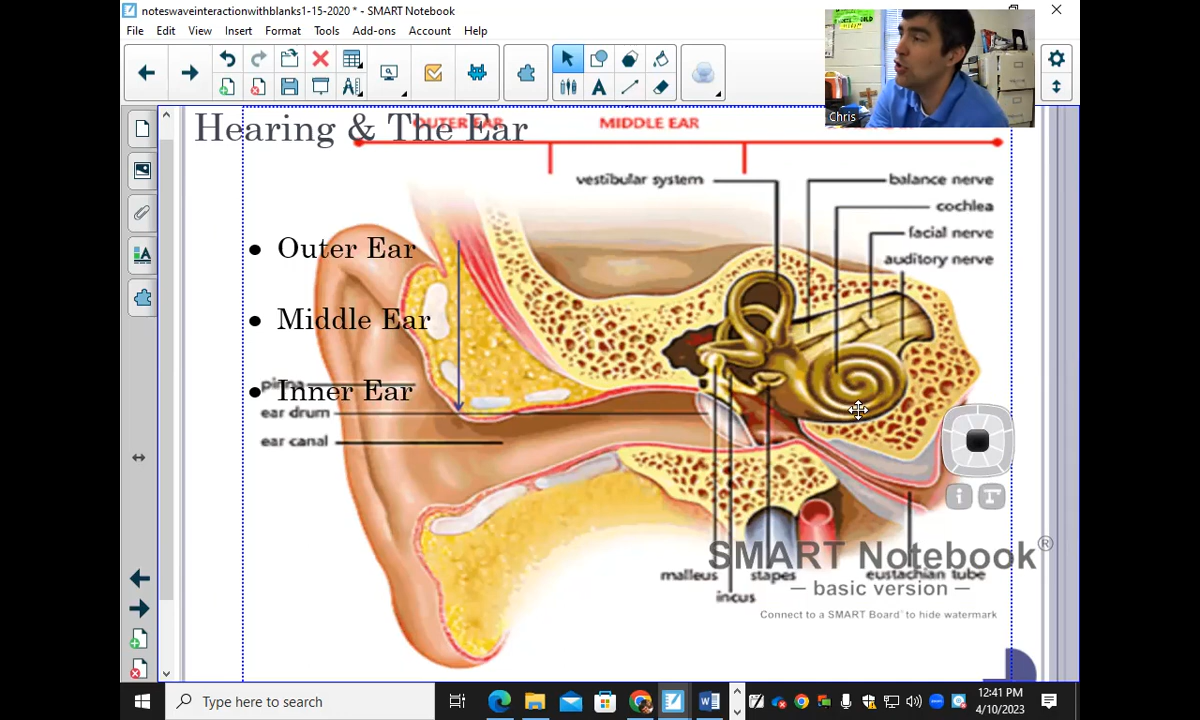 noteswaveinteractionwithblanks1-15-2020 * - SMART Notebook
File Edit View Insert Format Tools Add-ons Account Help
Chris
Hearing & The Ear
OUTER EAR
MIDDLE EAR
vestibular system
balance nerve
cochlea
facial nerve
auditory nerve
• Outer Ear
• Middle Ear
pinna
• Inner Ear
ear drum
ear canal
SMART Notebook®
malleus stapes eustachian tube
— basic version —
incus
Connect to a SMART Board to hide watermark
Type here to search
12:41 PM
4/10/2023